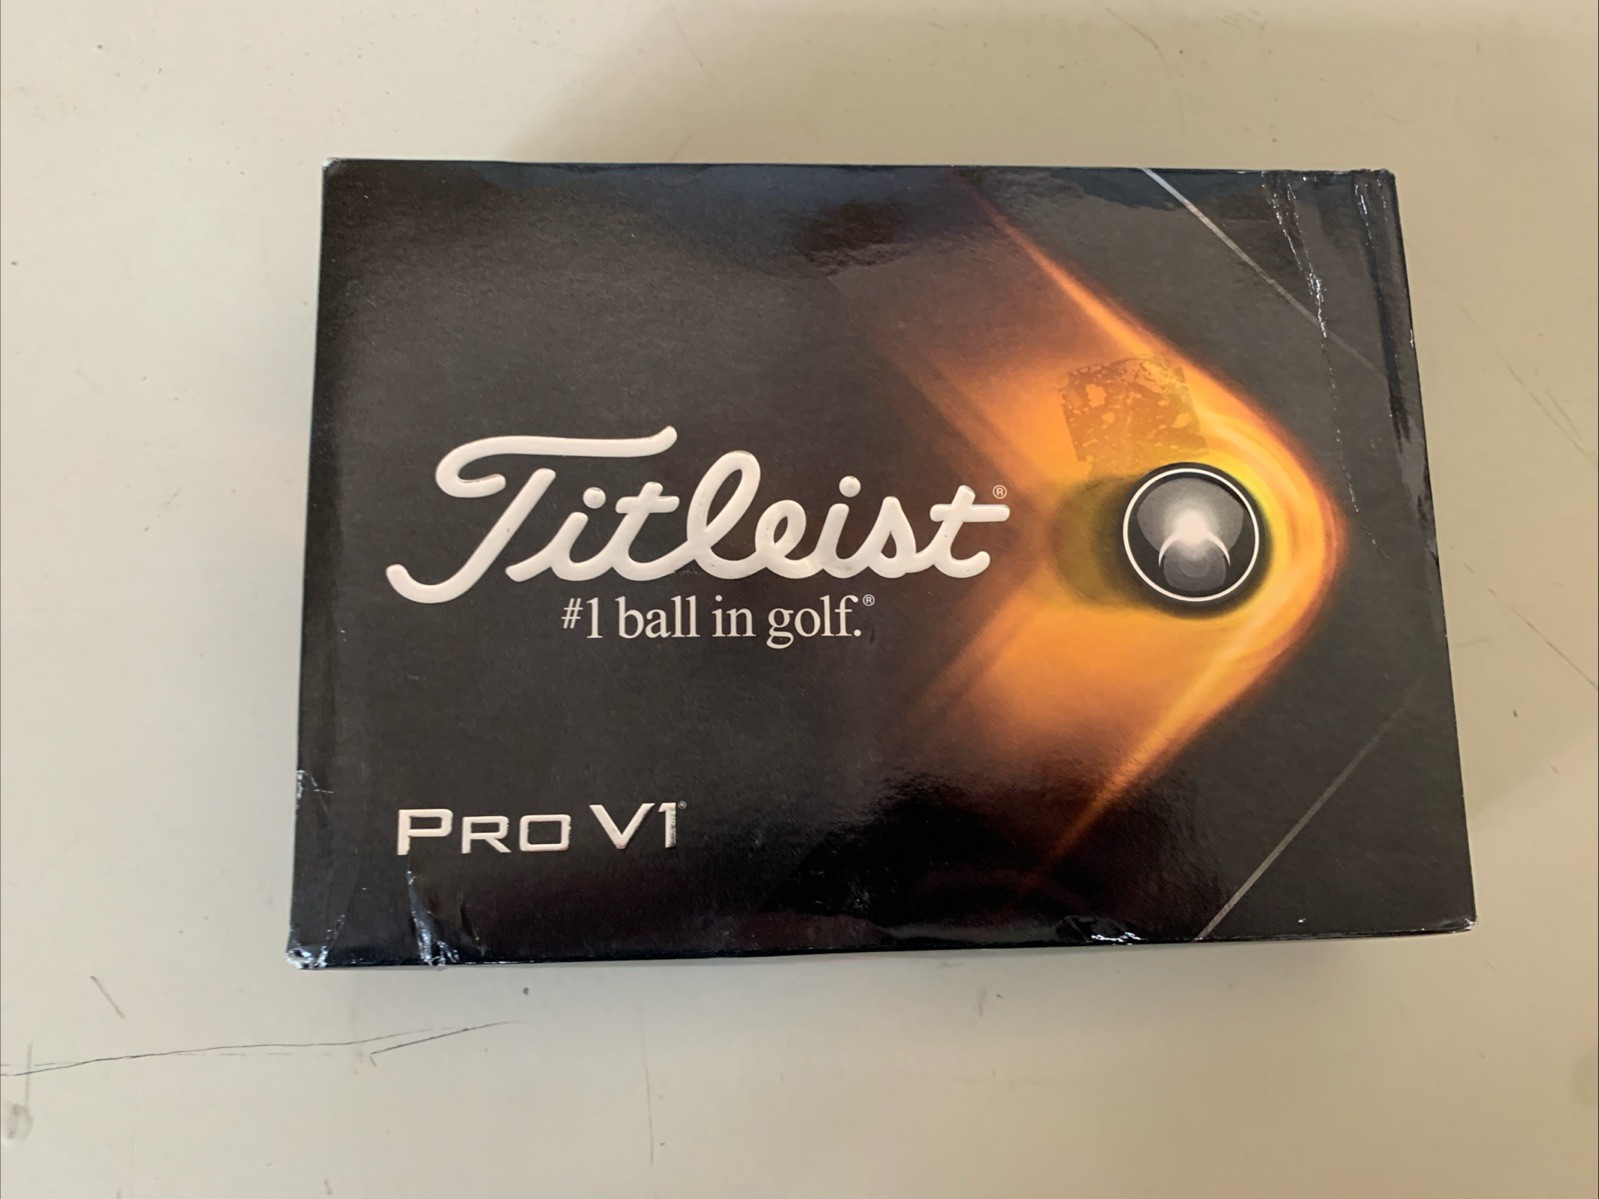 Titleist®
#1 ball in golf.®
PRO V1®